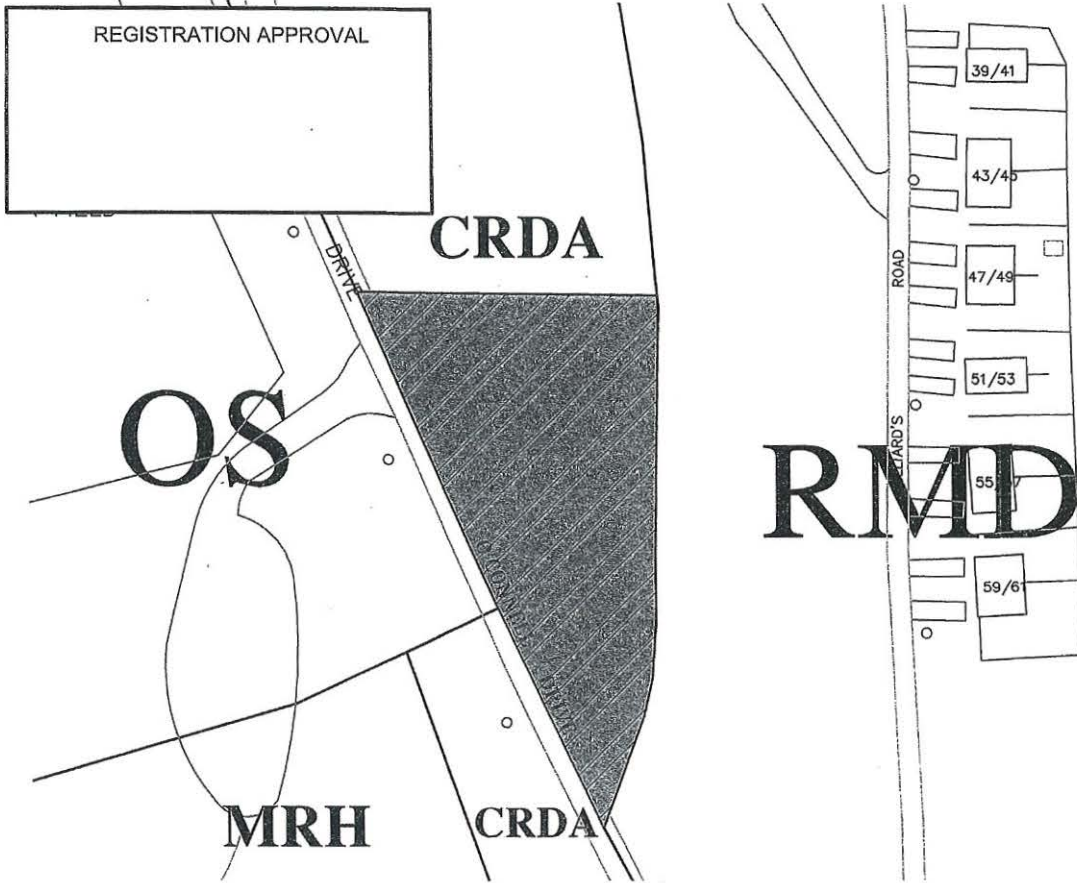 REGISTRATION APPROVAL
39/41
43/45
DRIVE
CRDA
ROAD
47/49
51/53
OS
RMD
59/61
DRIVE
MRH
CRDA